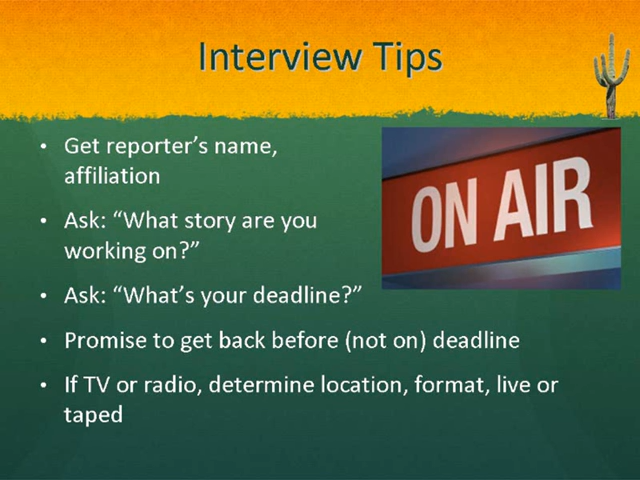 Interview Tips
• Get reporter’s name,
affiliation
ON AIR
• Ask: “What story are you
working on?”
• Ask: “What’s your deadline?”
• Promise to get back before (not on) deadline
• If TV or radio, determine location, format, live or
taped